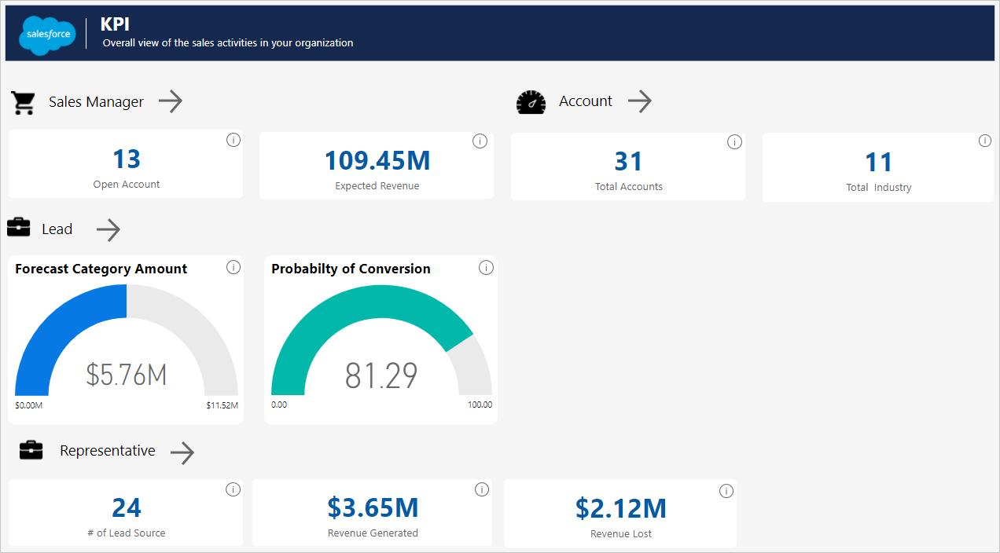 salesforce
KPI
Overall view of the sales activities in your organization
Sales Manager
Account
13
Open Account
109.45M
Expected Revenue
31
Total Accounts
11
Total Industry
Lead
Forecast Category Amount
$5.76M
$0.00M
$11.52M
Probabilty of Conversion
81.29
0.00
100.00
Representative
24
# of Lead Source
$3.65M
Revenue Generated
$2.12M
Revenue Lost